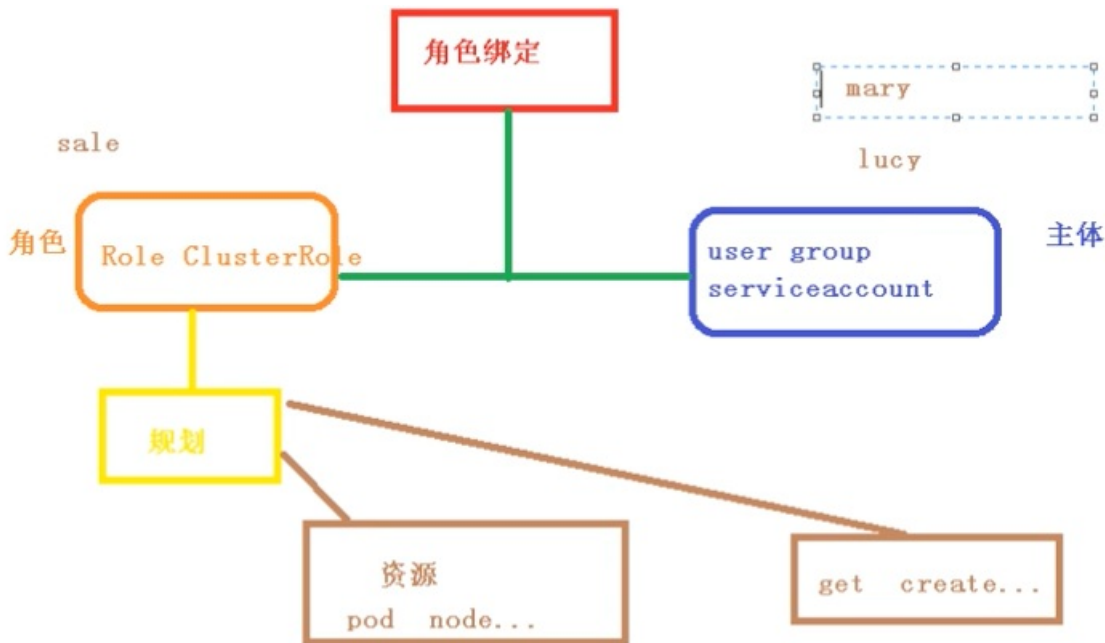 角色绑定
mary
sale
lucy
角色
Role ClusterRole
user group
serviceaccount
主体
规划
资源
pod node...
get create...